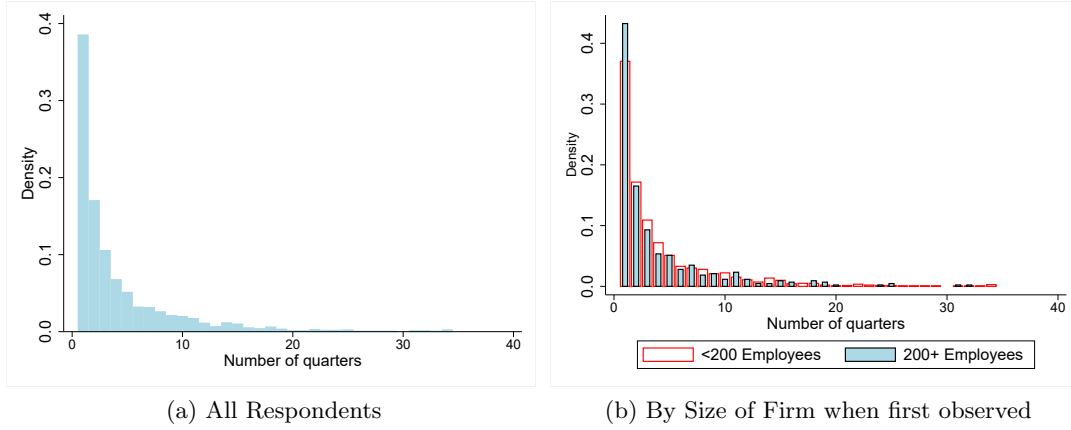 0.4
0.3
0.2
0.1
0.0
Density
0 10 20 30 40
Number of quarters
(a) All Respondents
0.4
0.3
0.2
0.1
0.0
Density
0 10 20 30 40
Number of quarters
<200 Employees 200+ Employees
(b) By Size of Firm when first observed